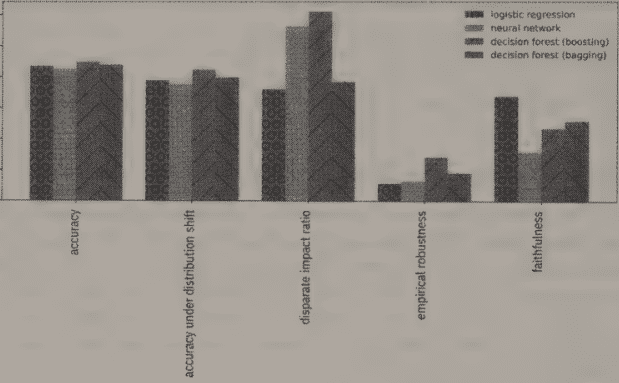 logistic regression
neural network
decision forest (boosting)
decision forest (bagging)
accuracy
accuracy under distribution shift
disparate impact ratio
empirical robustness
faithfulness